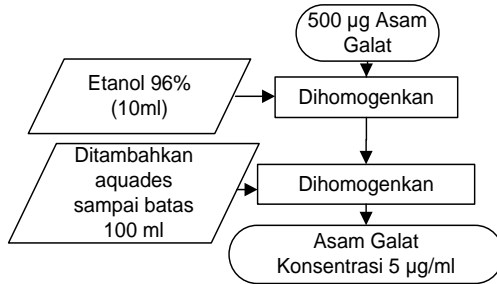 500 µg Asam
Galat
Etanol 96%
(10ml)
Dihomogenkan
Ditambahkan
aquades
sampai batas
100 ml
Dihomogenkan
Asam Galat
Konsentrasi 5 µg/ml